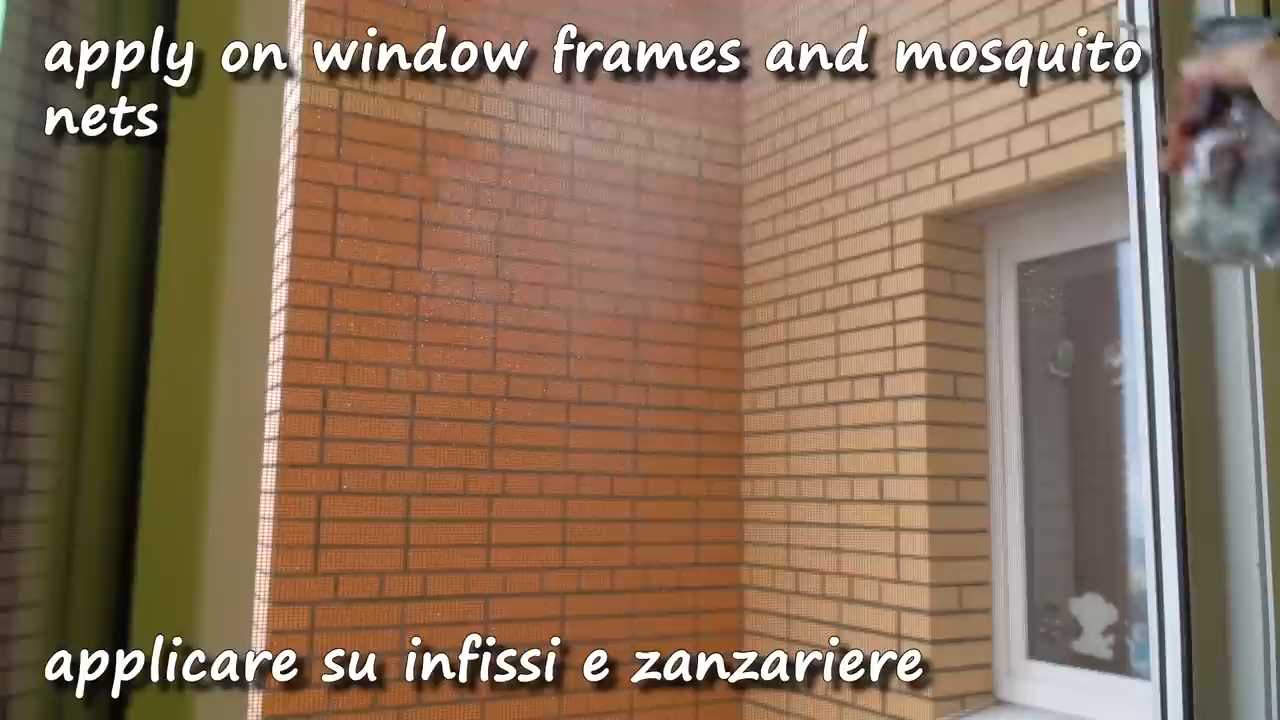 apply on window frames and mosquito
nets
applicare su infissi e zanzariere